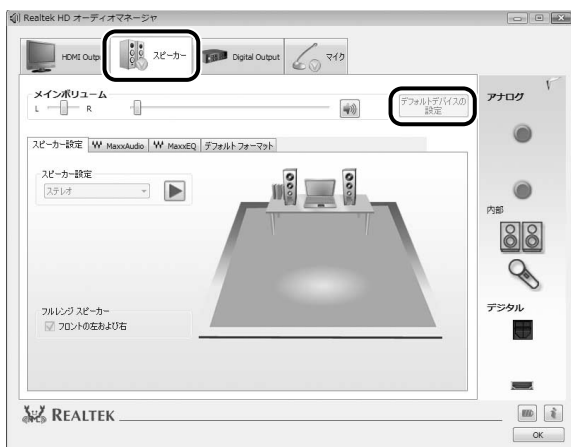 Realtek HD オーディオマネージャ
HDMI Outp
スピーカー
Digital Output
マイク
メインボリューム
L
R
デフォルトデバイスの
設定
スピーカー設定
MaxxAudio
MaxxEQ
デフォルトフォーマット
スピーカー設定
ステレオ
フルレンジ スピーカー
フロントの左および右
アナログ
内部
デジタル
REALTEK
OK